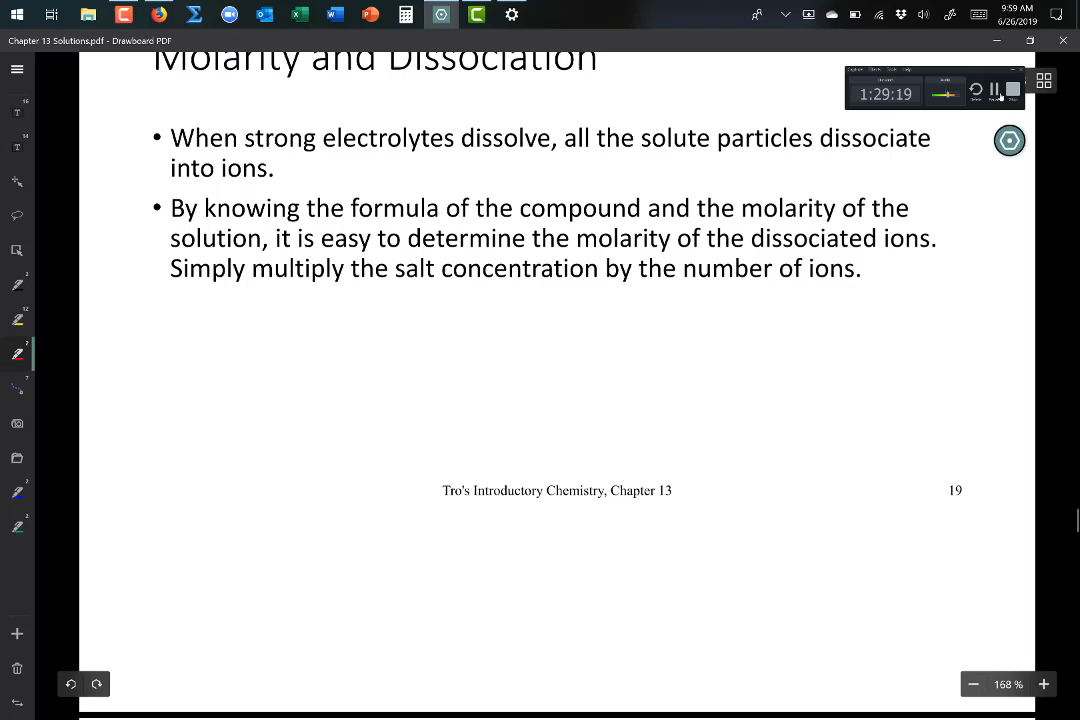 9:59 AM
6/26/2019
Chapter 13 Solutions.pdf - Drawboard PDF
Molarity and Dissociation
1:29:19
• When strong electrolytes dissolve, all the solute particles dissociate
into ions.
• By knowing the formula of the compound and the molarity of the
solution, it is easy to determine the molarity of the dissociated ions.
Simply multiply the salt concentration by the number of ions.
Tro's Introductory Chemistry, Chapter 13
19
168 %